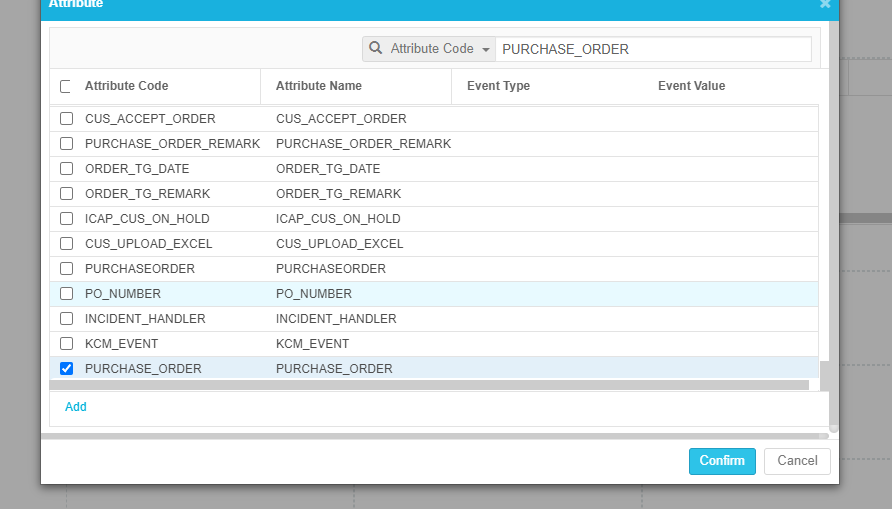 Attribute
Attribute Code PURCHASE_ORDER
Attribute Code Attribute Name Event Type Event Value
CUS_ACCEPT_ORDER CUS_ACCEPT_ORDER
PURCHASE_ORDER_REMARK PURCHASE_ORDER_REMARK
ORDER_TG_DATE ORDER_TG_DATE
ORDER_TG_REMARK ORDER_TG_REMARK
ICAP_CUS_ON_HOLD ICAP_CUS_ON_HOLD
CUS_UPLOAD_EXCEL CUS_UPLOAD_EXCEL
PURCHASEORDER PURCHASEORDER
PO_NUMBER PO_NUMBER
INCIDENT_HANDLER INCIDENT_HANDLER
KCM_EVENT KCM_EVENT
PURCHASE_ORDER PURCHASE_ORDER
Add
Confirm Cancel